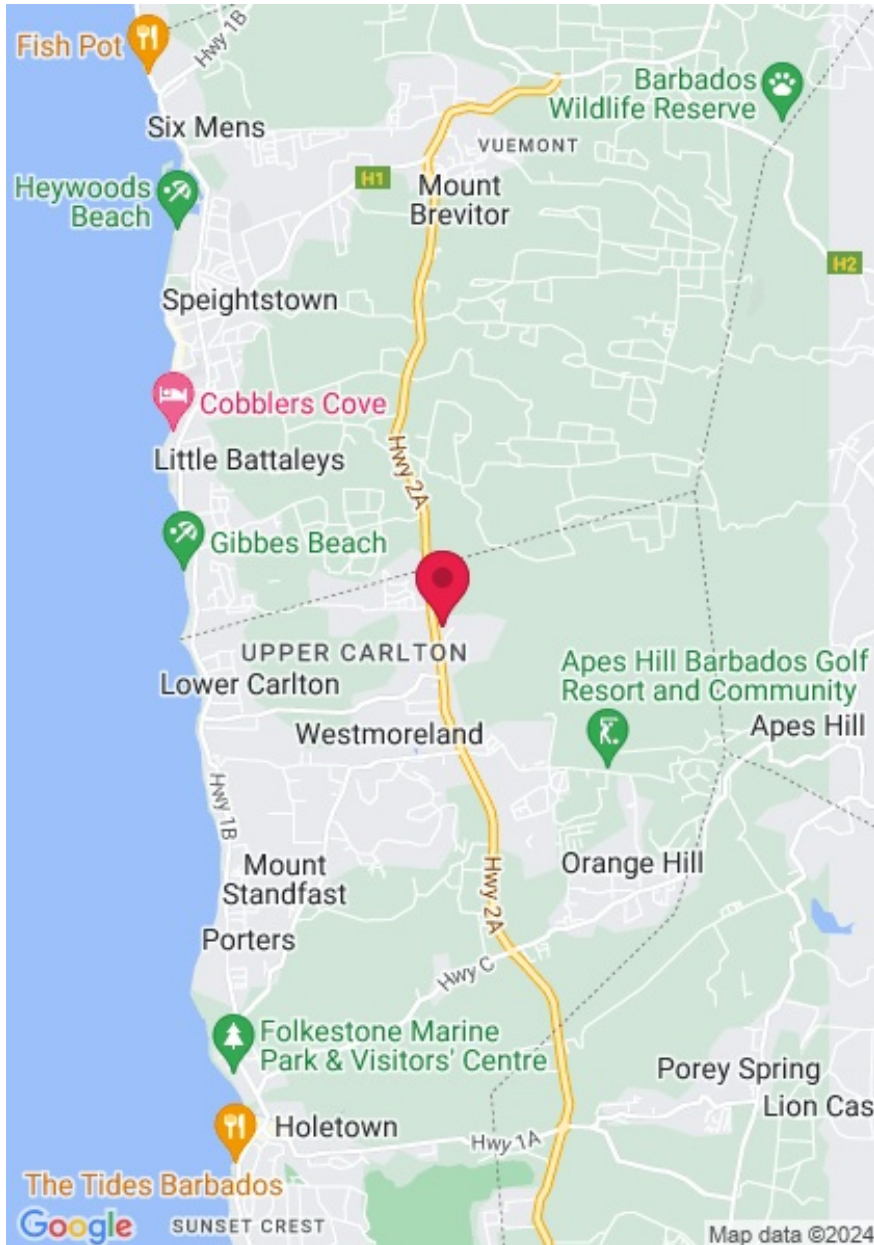 Fish Pot
Hwy 1B
Six Mens
Barbados
Wildlife Reserve
VUEMONT
H1
Mount
Brevitor
Heywoods
Beach
H2
Speightstown
Cobblers Cove
Hwy 2A
Little Battaleys
Gibbes Beach
UPPER CARLTON
Lower Carlton
Apes Hill Barbados Golf
Resort and Community
Apes Hill
Westmoreland
Hwy 1B
Mount
Standfast
Orange Hill
Hwy 2A
Porters
Hwy C
Folkestone Marine
Park & Visitors' Centre
Porey Spring
Lion Cas
Holetown
Hwy 1A
The Tides Barbados
Google
SUNSET CREST
Map data ©2024